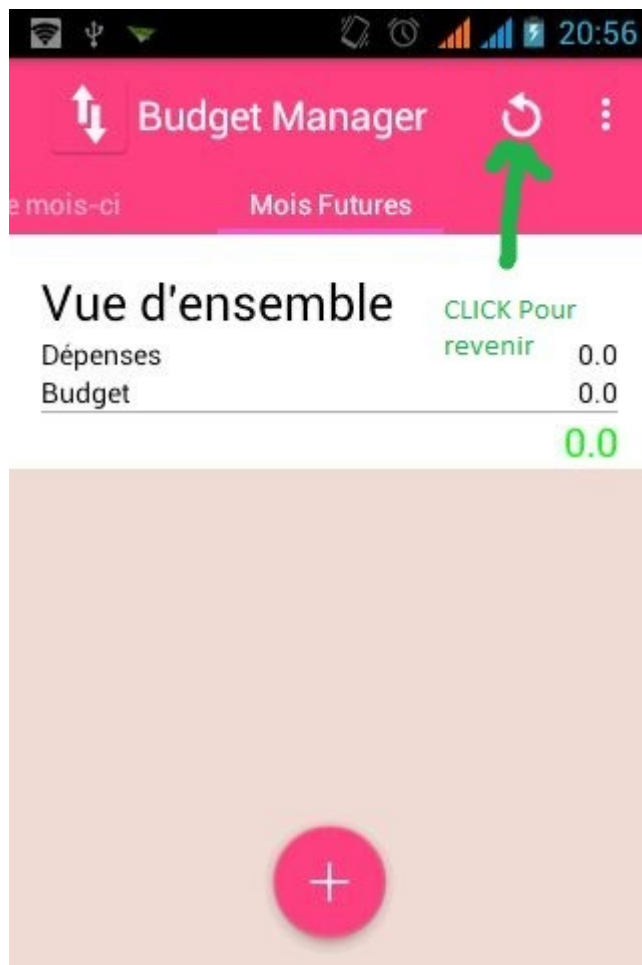 20:56
Budget Manager
e mois-ci Mois Futures
Vue d'ensemble
CLICK Pour
revenir
Dépenses 0.0
Budget 0.0
0.0